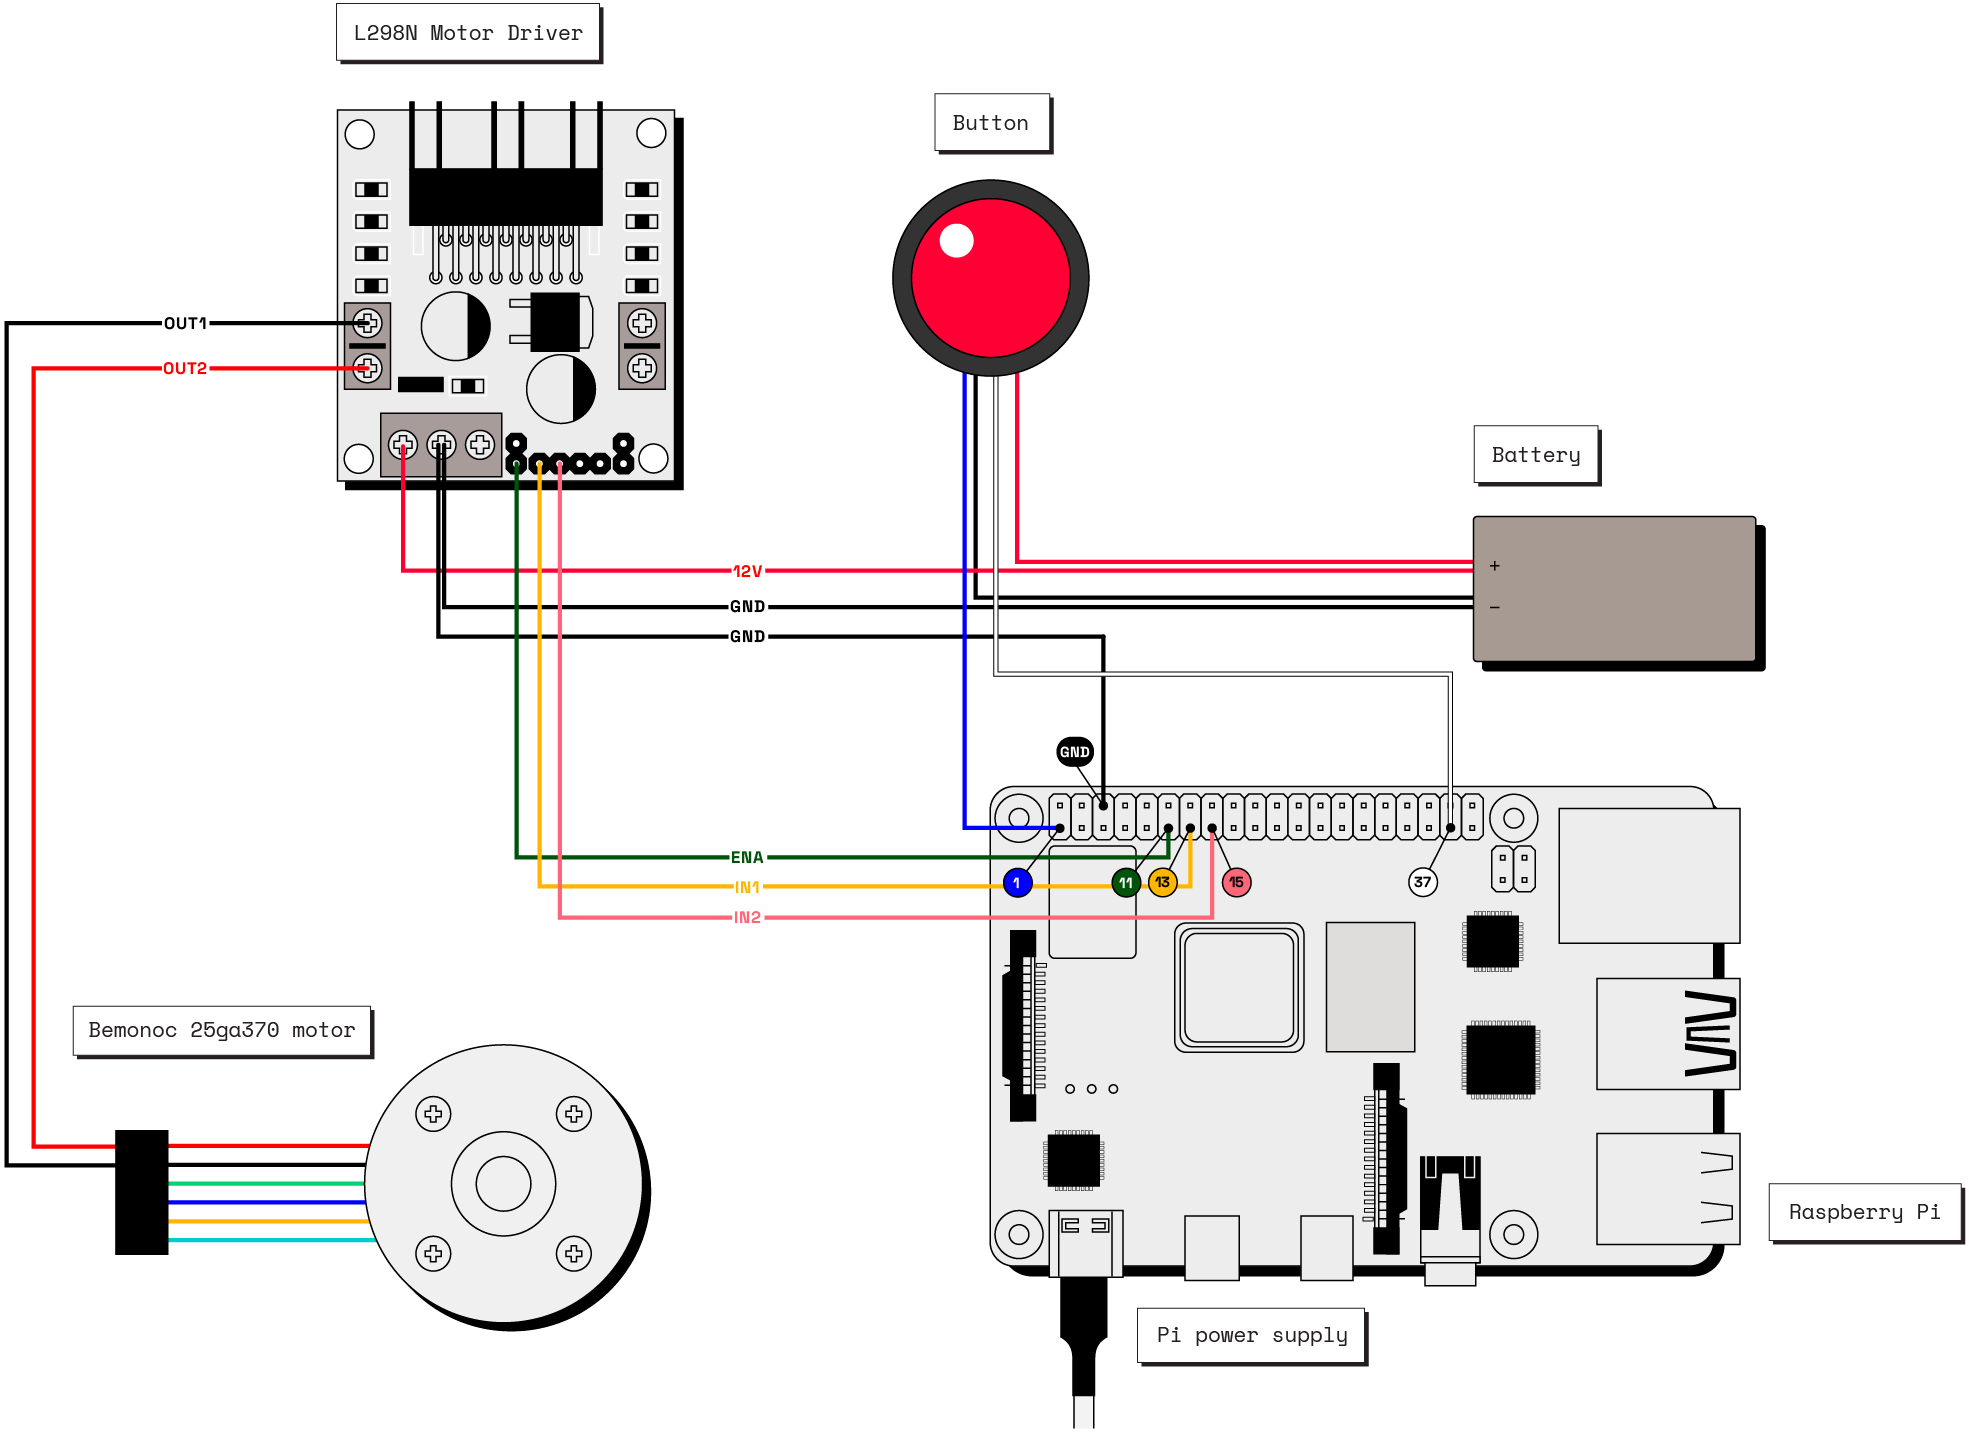 L298N Motor Driver
Button
OUT1
OUT2
Battery
+
12V
GND
−
GND
GND
ENA
IN1
1
11
13
15
37
IN2
Bemonoc 25ga370 motor
Raspberry Pi
Pi power supply